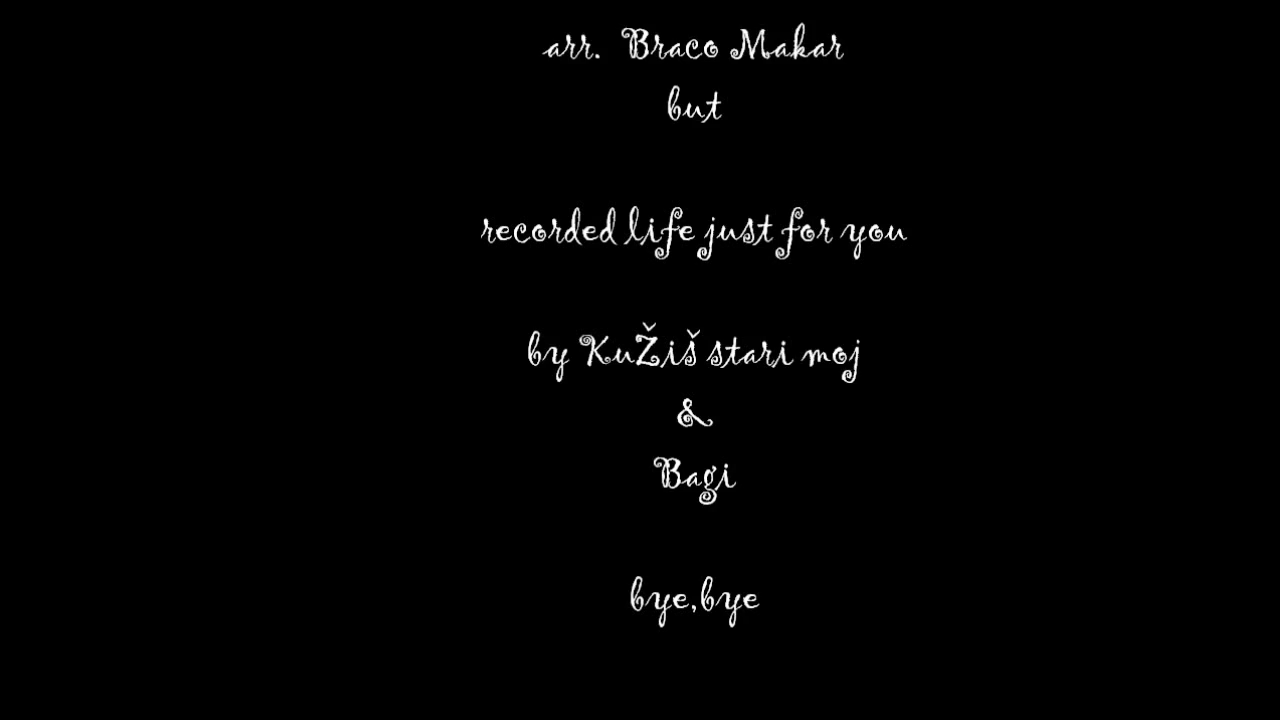 arr. Braco Makar
but
recorded life just for you
by KuŽiš stari moj
&
Bagi
bye,bye